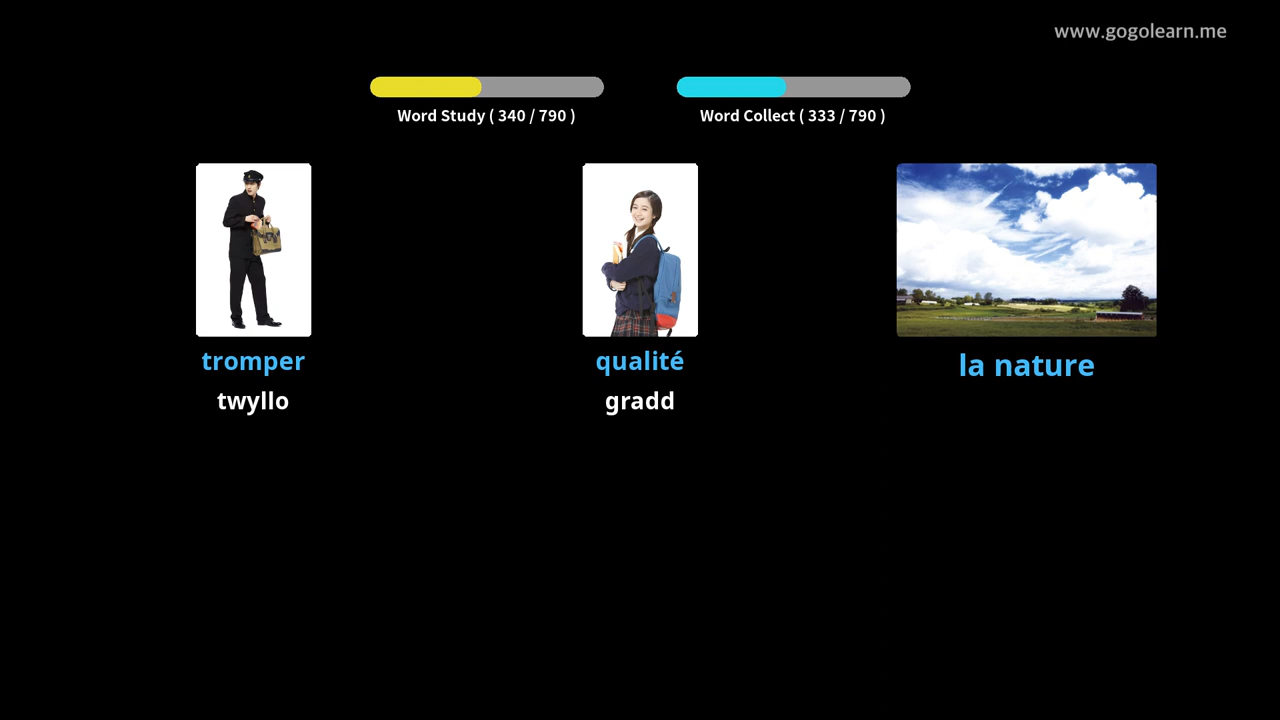 www.gogolearn.me
Word Study ( 340 / 790 )
Word Collect ( 333 / 790 )
tromper
twyllo
qualité
gradd
la nature